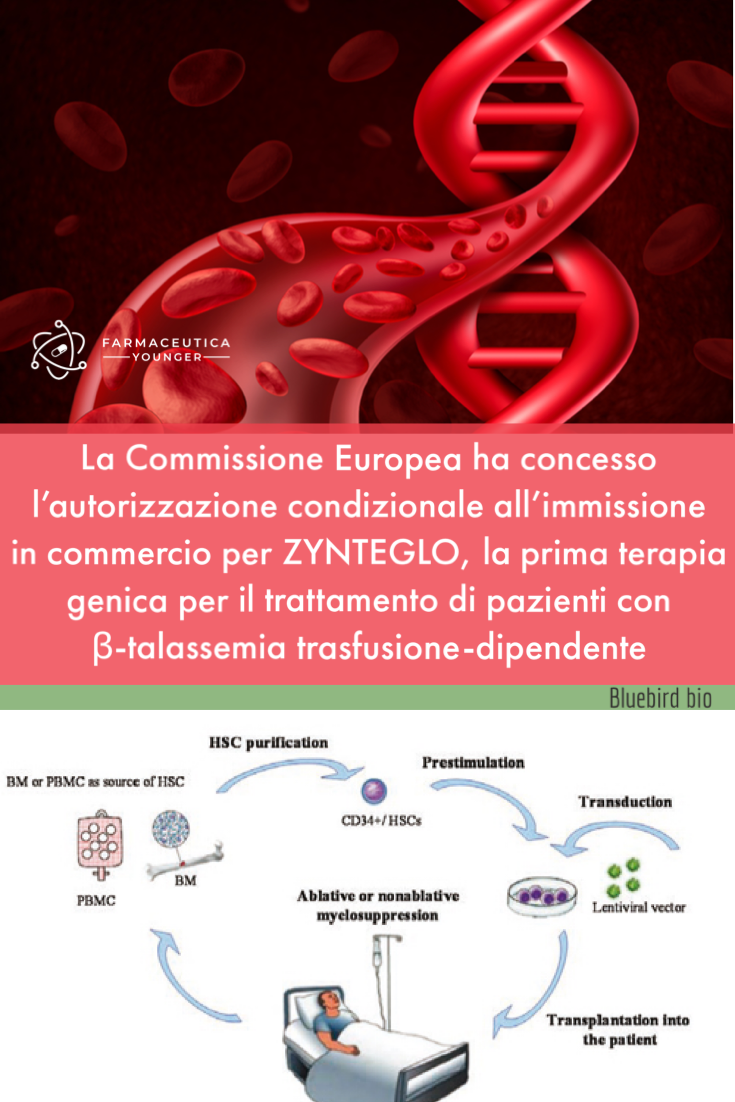 FARMACEUTICA
YOUNGER
La Commissione Europea ha concesso
l’autorizzazione condizionale all’immissione
in commercio per ZYNTEGLO, la prima terapia
genica per il trattamento di pazienti con
β-talassemia trasfusione-dipendente
Bluebird bio
HSC purification
Prestimulation
BM or PBMC as source of HSC
Transduction
CD34+/HSCs
BM
PBMC
Ablative or nonablative
myelosuppression
Lentiviral vector
Transplantation into
the patient